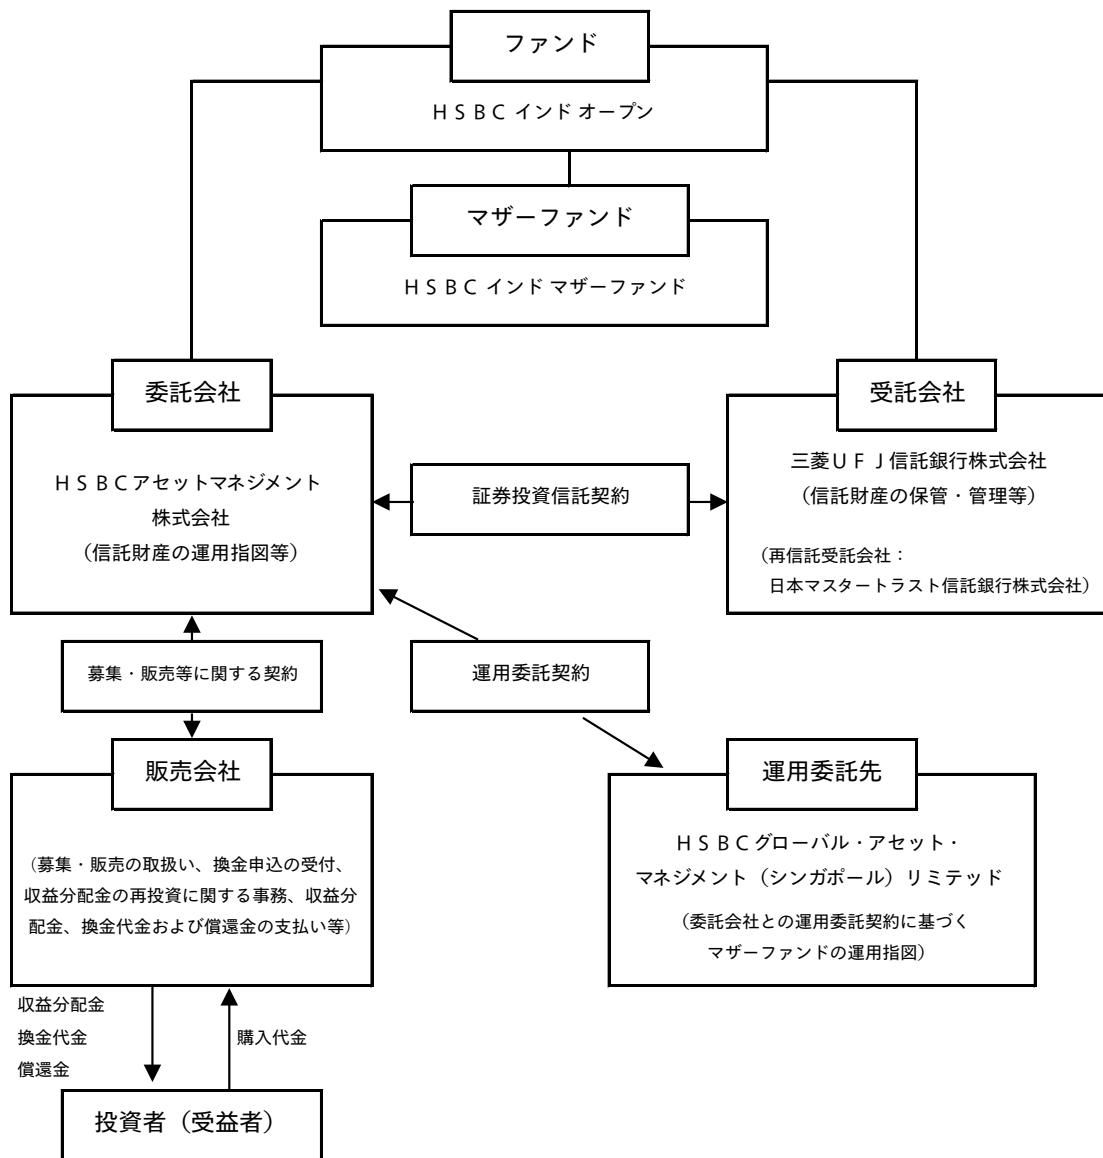 ファンド
ＨＳＢＣ インド オープン
マザーファンド
ＨＳＢＣ インド マザーファンド
委託会社
ＨＳＢＣアセットマネジメント
株式会社
（信託財産の運用指図等）
証券投資信託契約
受託会社
三菱ＵＦＪ信託銀行株式会社
（信託財産の保管・管理等）
（再信託受託会社：
日本マスタートラスト信託銀行株式会社）
募集・販売等に関する契約
運用委託契約
販売会社
（募集・販売の取扱い、換金申込の受付、
収益分配金の再投資に関する事務、収益分
配金、換金代金および償還金の支払い等）
運用委託先
ＨＳＢＣグローバル・アセット・
マネジメント（シンガポール）リミテッド
（委託会社との運用委託契約に基づく
マザーファンドの運用指図）
収益分配金
換金代金
償還金
購入代金
投資者（受益者）